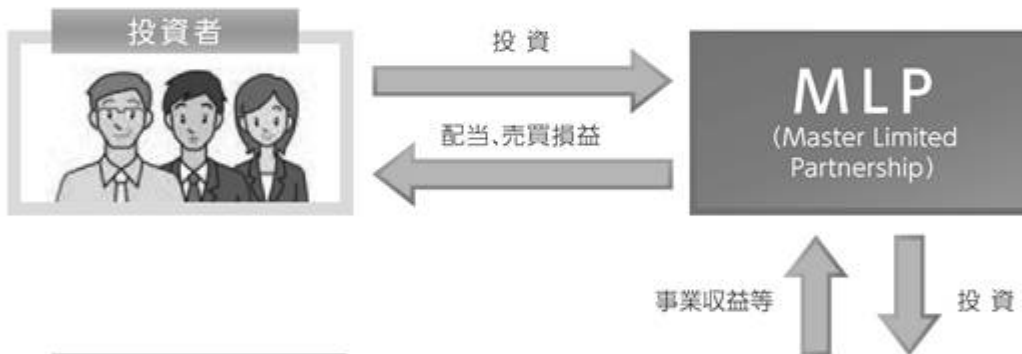 投資者
投 資
MLP
(Master Limited
Partnership)
配当、売買損益
事業収益等
投 資